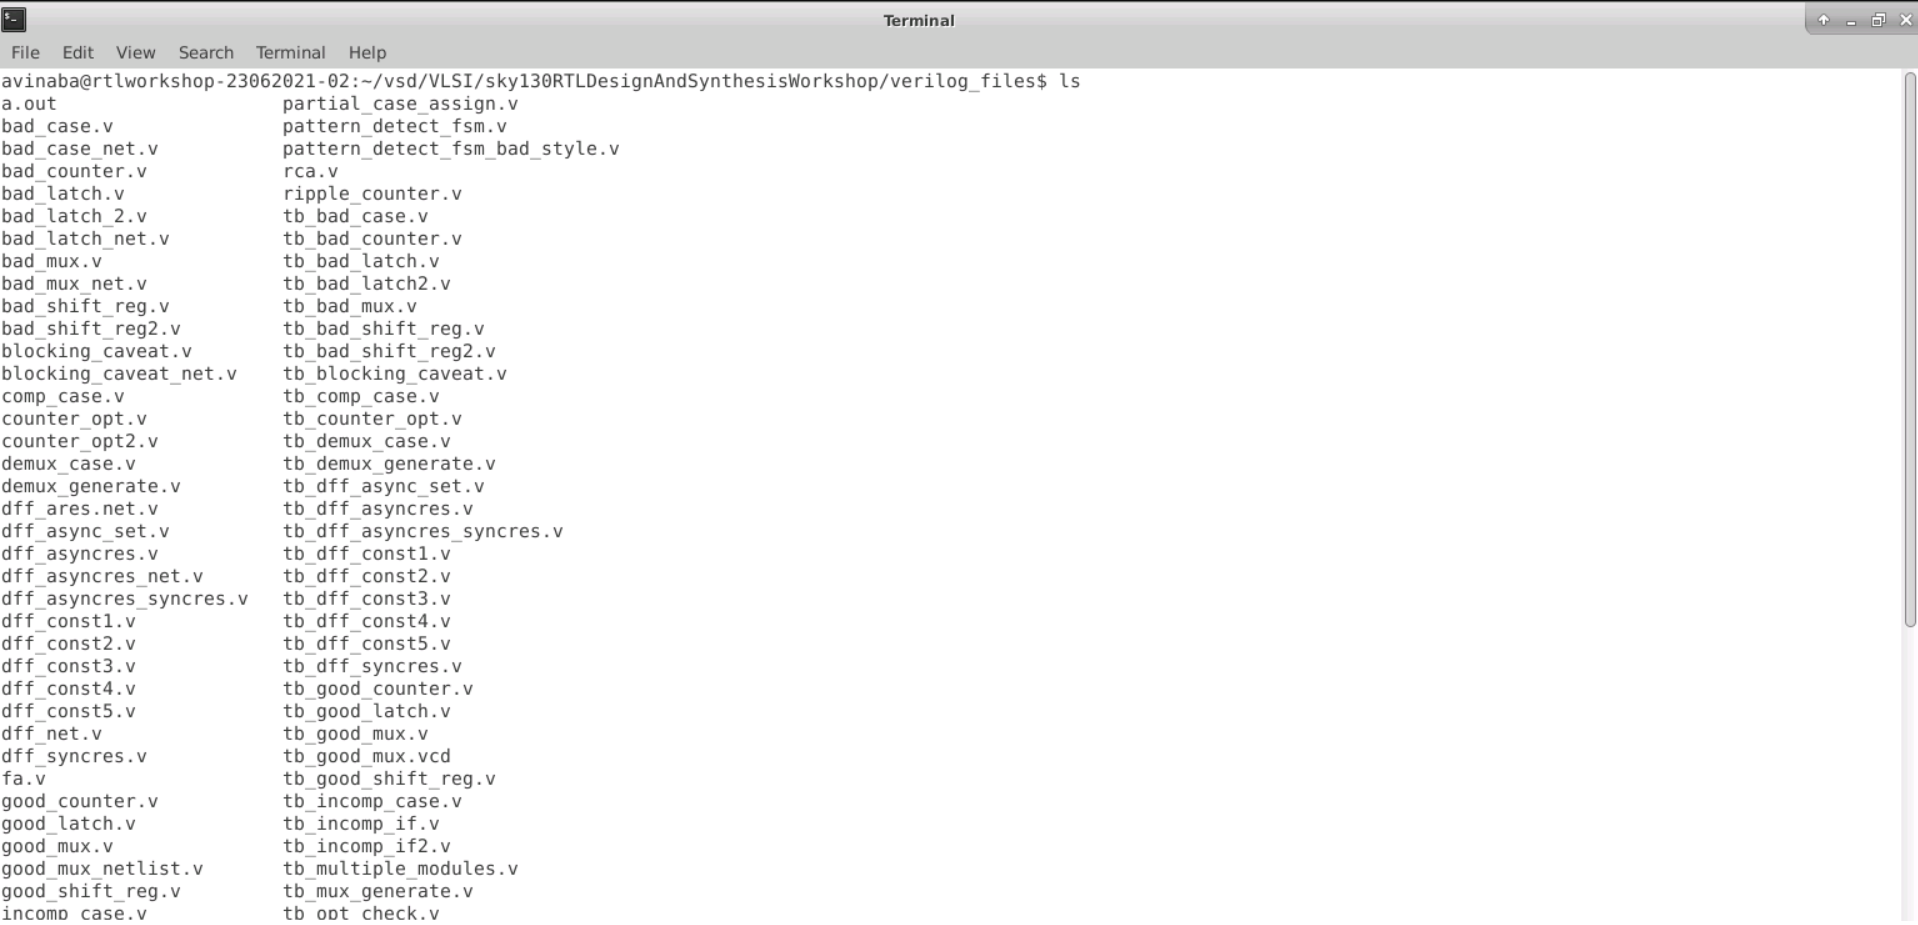 Terminal
File Edit View Search Terminal Help
avinaba@rtlworkshop-23062021-02:~/vsd/VLSI/sky130RTLDesignAndSynthesisWorkshop/verilog_files$ ls
a.out partial_case_assign.v
bad_case.v pattern_detect_fsm.v
bad_case_net.v pattern_detect_fsm_bad_style.v
bad_counter.v rca.v
bad_latch.v ripple_counter.v
bad_latch_2.v tb_bad_case.v
bad_latch_net.v tb_bad_counter.v
bad_mux.v tb_bad_latch.v
bad_mux_net.v tb_bad_latch2.v
bad_shift_reg.v tb_bad_mux.v
bad_shift_reg2.v tb_bad_shift_reg.v
blocking_caveat.v tb_bad_shift_reg2.v
blocking_caveat_net.v tb_blocking_caveat.v
comp_case.v tb_comp_case.v
counter_opt.v tb_counter_opt.v
counter_opt2.v tb_demux_case.v
demux_case.v tb_demux_generate.v
demux_generate.v tb_dff_async_set.v
dff_ares.net.v tb_dff_asyncres.v
dff_async_set.v tb_dff_asyncres_syncres.v
dff_asyncres.v tb_dff_const1.v
dff_asyncres_net.v tb_dff_const2.v
dff_asyncres_syncres.v tb_dff_const3.v
dff_const1.v tb_dff_const4.v
dff_const2.v tb_dff_const5.v
dff_const3.v tb_dff_syncres.v
dff_const4.v tb_good_counter.v
dff_const5.v tb_good_latch.v
dff_net.v tb_good_mux.v
dff_syncres.v tb_good_mux.vcd
fa.v tb_good_shift_reg.v
good_counter.v tb_incomp_case.v
good_latch.v tb_incomp_if.v
good_mux.v tb_incomp_if2.v
good_mux_netlist.v tb_multiple_modules.v
good_shift_reg.v tb_mux_generate.v
incomp_case.v tb_opt_check.v